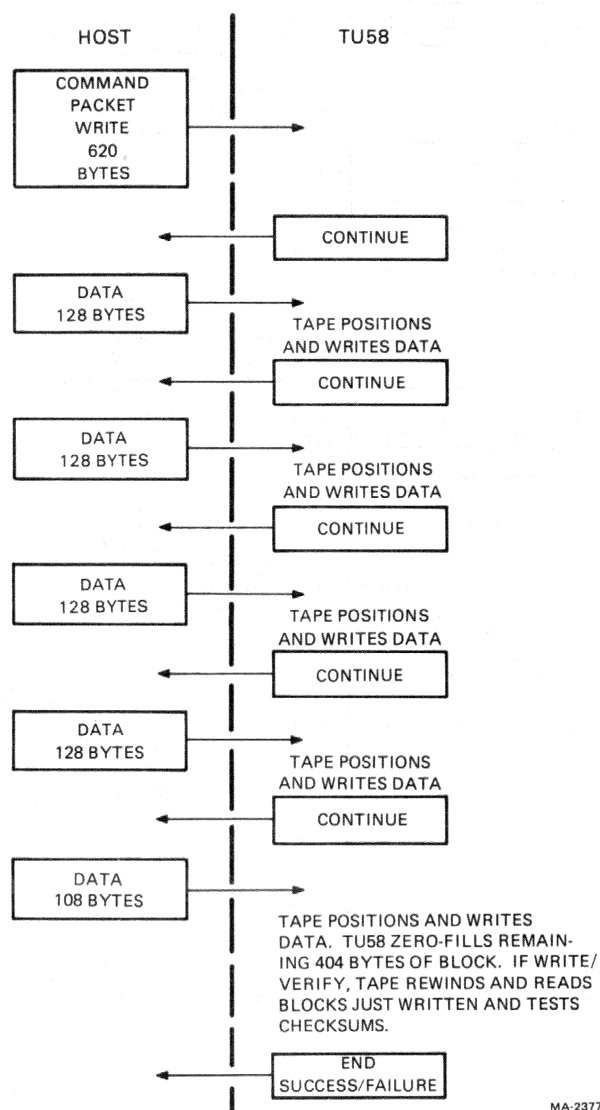 HOST
TU58
COMMAND
PACKET
WRITE
620
BYTES
CONTINUE
DATA
128 BYTES
TAPE POSITIONS
AND WRITES DATA
CONTINUE
DATA
128 BYTES
TAPE POSITIONS
AND WRITES DATA
CONTINUE
DATA
128 BYTES
TAPE POSITIONS
AND WRITES DATA
CONTINUE
DATA
128 BYTES
TAPE POSITIONS
AND WRITES DATA
CONTINUE
DATA
108 BYTES
TAPE POSITIONS AND WRITES
DATA. TU58 ZERO-FILLS REMAIN-
ING 404 BYTES OF BLOCK. IF WRITE/
VERIFY, TAPE REWINDS AND READS
BLOCKS JUST WRITTEN AND TESTS
CHECKSUMS.
END
SUCCESS/FAILURE
MA-2377